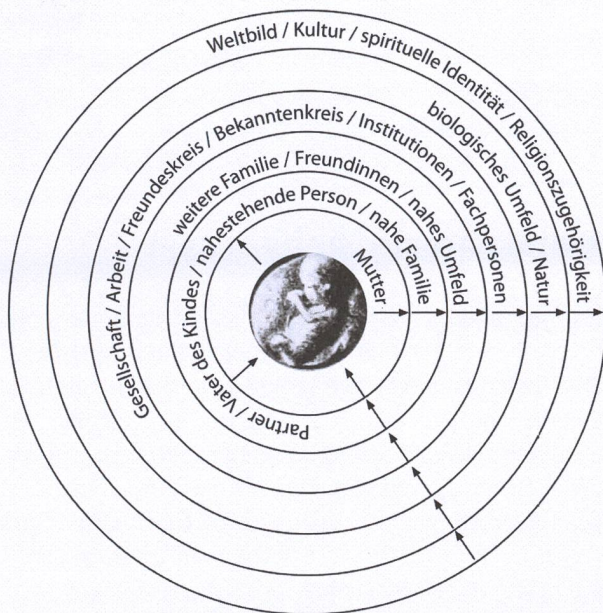 Weltbild / Kultur / spirituelle Identität / Religionszugehörigkeit
biologisches Umfeld / Natur
Gesellschaft / Arbeit / Freundeskreis / Bekanntenkreis / Institutionen / Fachpersonen
weitere Familie / Freundinnen / nahes Umfeld
Partner / Vater des Kindes / nahestehende Person / nahe Familie
Mutter